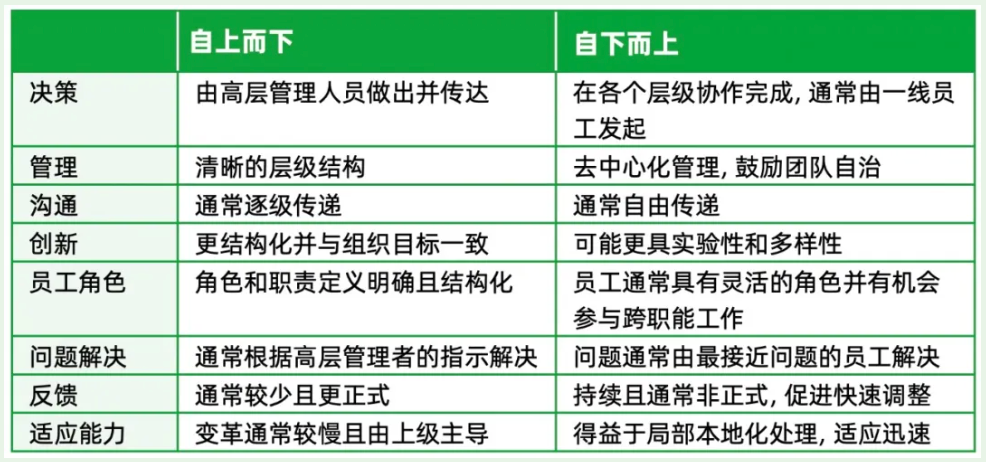 自上而下
自下而上
决策
由高层管理人员做出并传达
在各个层级协作完成, 通常由一线员
工发起
管理
清晰的层级结构
去中心化管理, 鼓励团队自治
沟通
通常逐级传递
通常自由传递
创新
更结构化并与组织目标一致
可能更具实验性和多样性
员工角色
角色和职责定义明确且结构化
员工通常具有灵活的角色并有机会
参与跨职能工作
问题解决
通常根据高层管理者的指示解决
问题通常由最接近问题的员工解决
反馈
通常较少且更正式
持续且通常非正式, 促进快速调整
适应能力
变革通常较慢且由上级主导
得益于局部本地化处理, 适应迅速